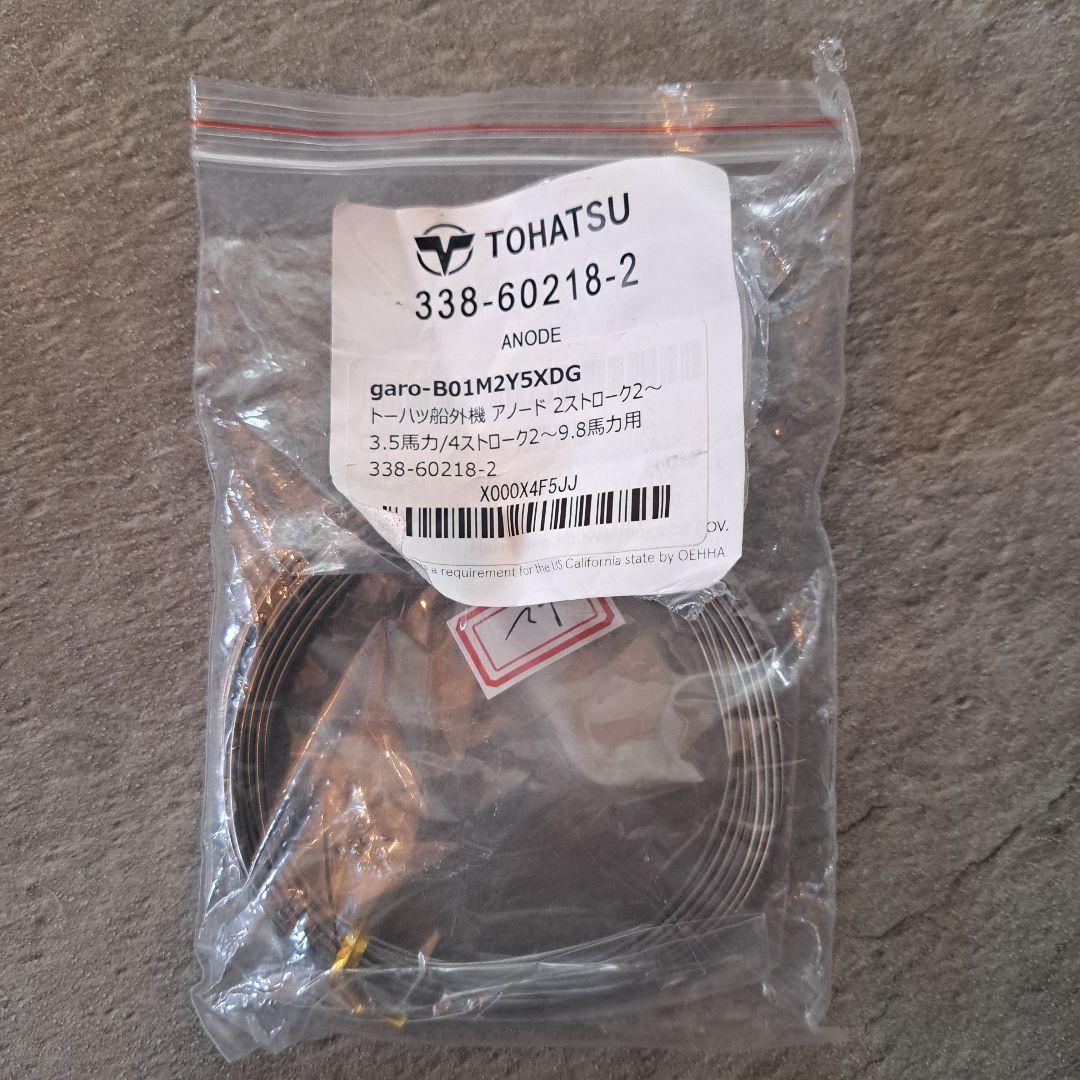 TOHATSU
338-60218-2
ANODE
garo-B01M2Y5XDG
トーハツ船外機 アノード 2ストローク2～
3.5馬力/4ストローク2～9.8馬力用
338-60218-2
X000X4F5JJ
ov.
a requirement for the US California state by OEHHA